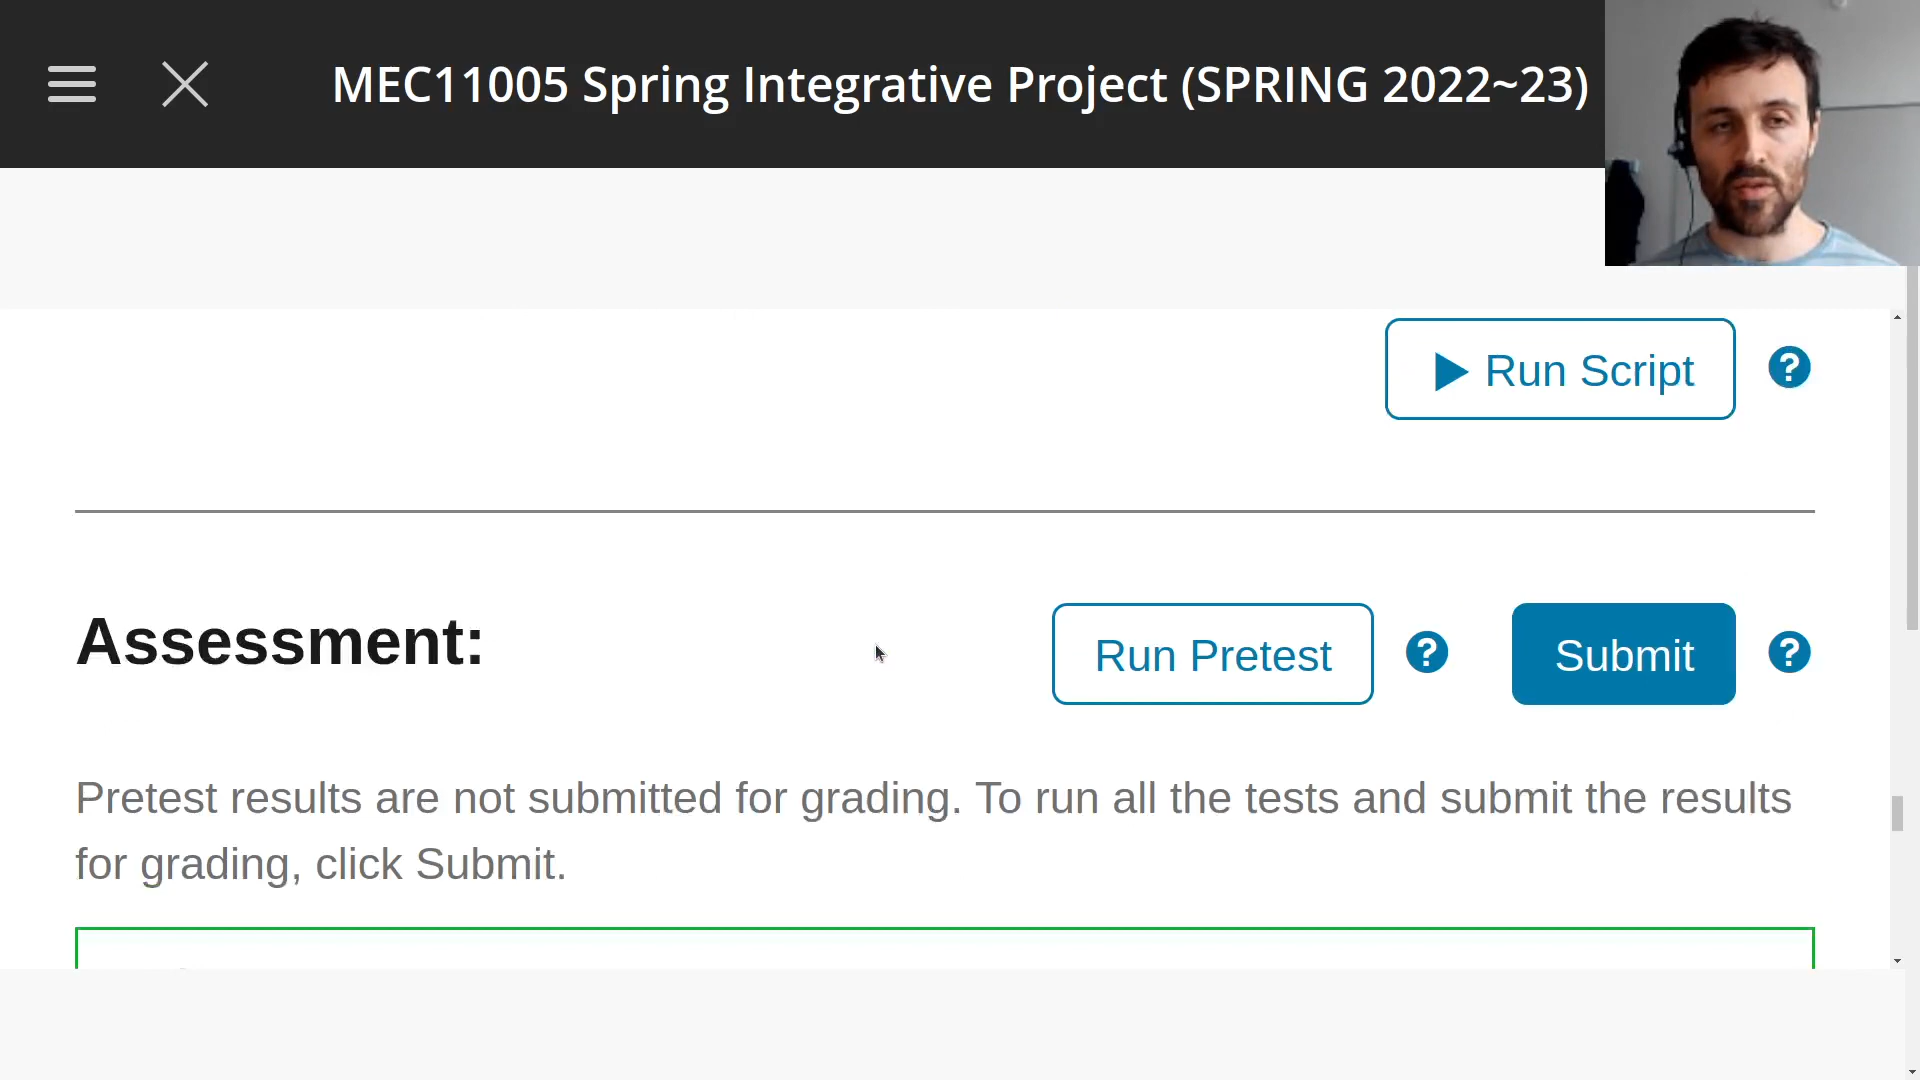 MEC11005 Spring Integrative Project (SPRING 2022~23)
Run Script
?
Assessment:
Run Pretest
?
Submit
?
Pretest results are not submitted for grading. To run all the tests and submit the results
for grading, click Submit.